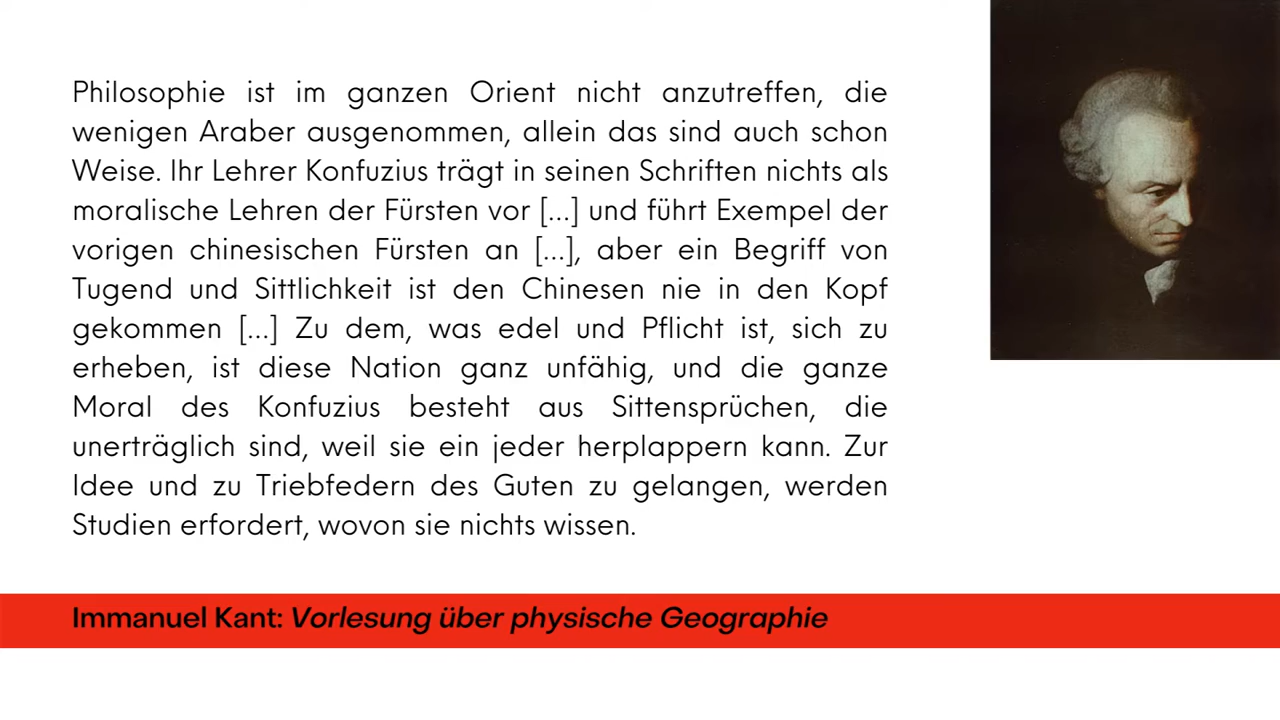 Philosophie ist im ganzen Orient nicht anzutreffen, die
wenigen Araber ausgenommen, allein das sind auch schon
Weise. Ihr Lehrer Konfuzius trägt in seinen Schriften nichts als
moralische Lehren der Fürsten vor [...] und führt Exempel der
vorigen chinesischen Fürsten an [...], aber ein Begriff von
Tugend und Sittlichkeit ist den Chinesen nie in den Kopf
gekommen [...] Zu dem, was edel und Pflicht ist, sich zu
erheben, ist diese Nation ganz unfähig, und die ganze
Moral des Konfuzius besteht aus Sittensprüchen, die
unerträglich sind, weil sie ein jeder herplappern kann. Zur
Idee und zu Triebfedern des Guten zu gelangen, werden
Studien erfordert, wovon sie nichts wissen.
Immanuel Kant: Vorlesung über physische Geographie